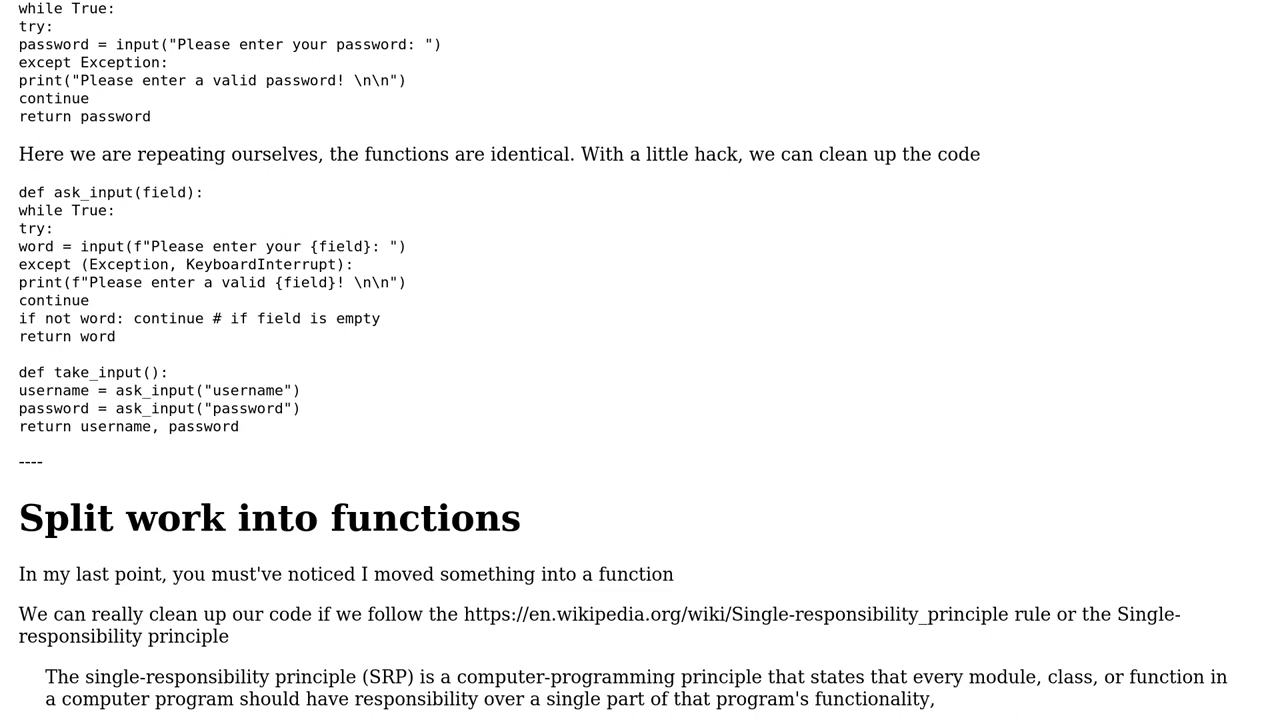 while True:
try:
password = input("Please enter your password: ")
except Exception:
print("Please enter a valid password! \n\n")
continue
return password
Here we are repeating ourselves, the functions are identical. With a little hack, we can clean up the code
def ask_input(field):
while True:
try:
word = input(f"Please enter your {field}: ")
except (Exception, KeyboardInterrupt):
print(f"Please enter a valid {field}! \n\n")
continue
if not word: continue # if field is empty
return word
def take_input():
username = ask_input("username")
password = ask_input("password")
return username, password
----
Split work into functions
In my last point, you must've noticed I moved something into a function
We can really clean up our code if we follow the https://en.wikipedia.org/wiki/Single-responsibility_principle rule or the Single-
responsibility principle
The single-responsibility principle (SRP) is a computer-programming principle that states that every module, class, or function in
a computer program should have responsibility over a single part of that program's functionality,